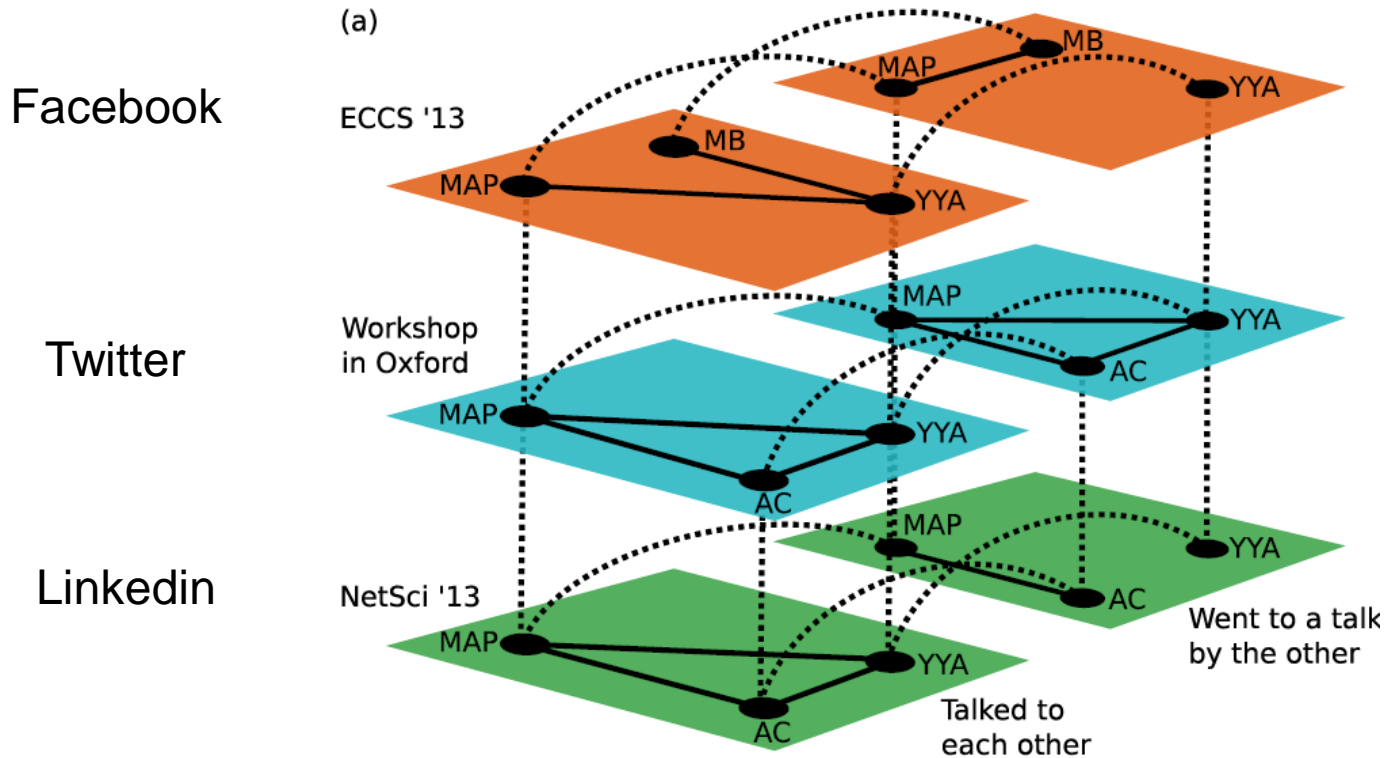 (a)
Facebook
ECCS '13
MAP
MB
YYA
MAP
MB
YYA
Twitter
Workshop
in Oxford
MAP
YYA
AC
MAP
YYA
AC
Linkedin
NetSci '13
MAP
YYA
AC
MAP
YYA
AC
Went to a talk
by the other
Talked to
each other